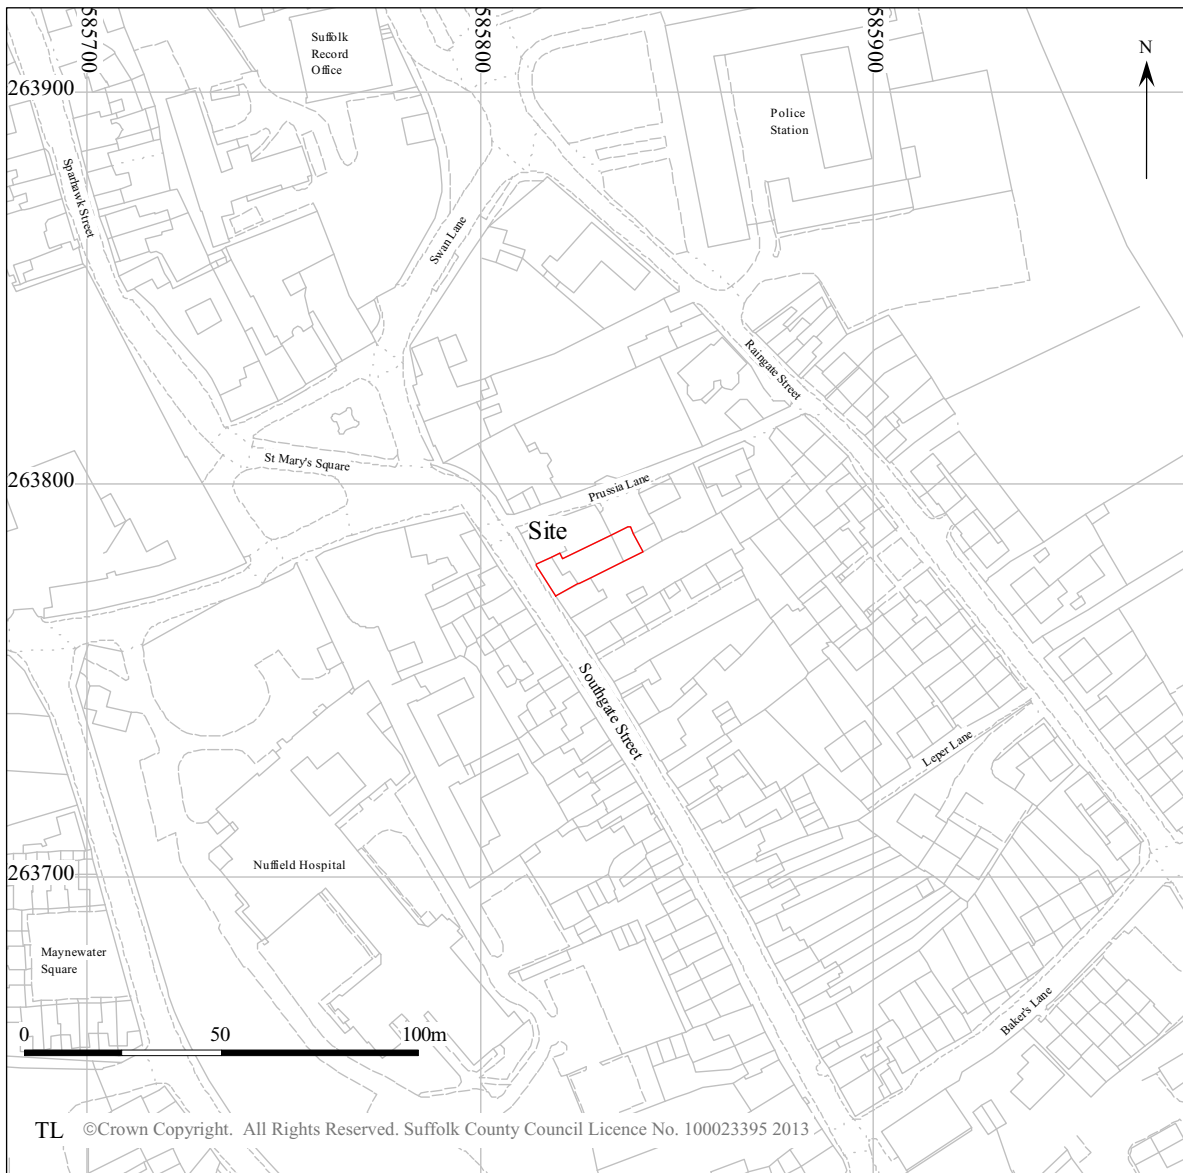 585700
585800
585900
Suffolk
Record
Office
N
263900
Police
Station
Sparhawk Street
Swan Lane
Raingate Street
St Mary's Square
263800
Prussia Lane
Site
Southgate Street
Leper Lane
263700
Nuffield Hospital
Maynewater
Square
Baker's Lane
0 50 100m
TL ©Crown Copyright. All Rights Reserved. Suffolk County Council Licence No. 100023395 2013